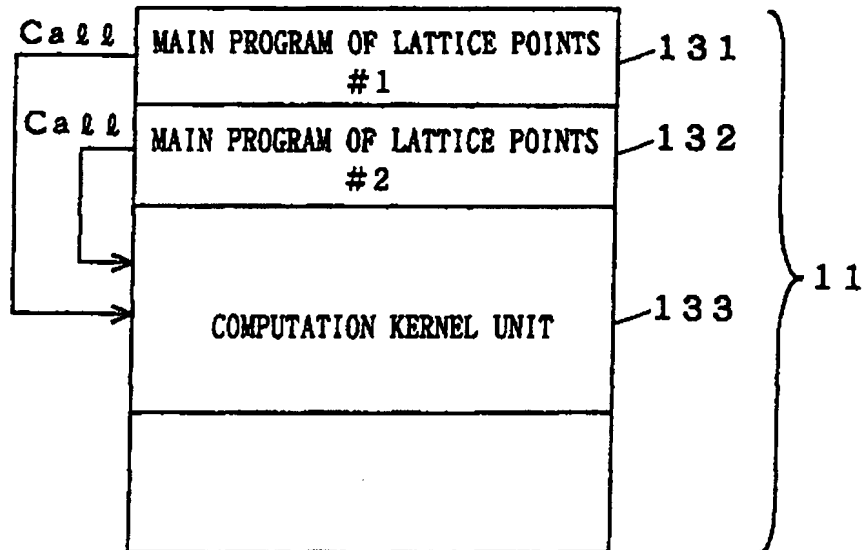 Call
MAIN PROGRAM OF LATTICE POINTS
#1
131
Call
MAIN PROGRAM OF LATTICE POINTS
#2
132
11
COMPUTATION KERNEL UNIT
133